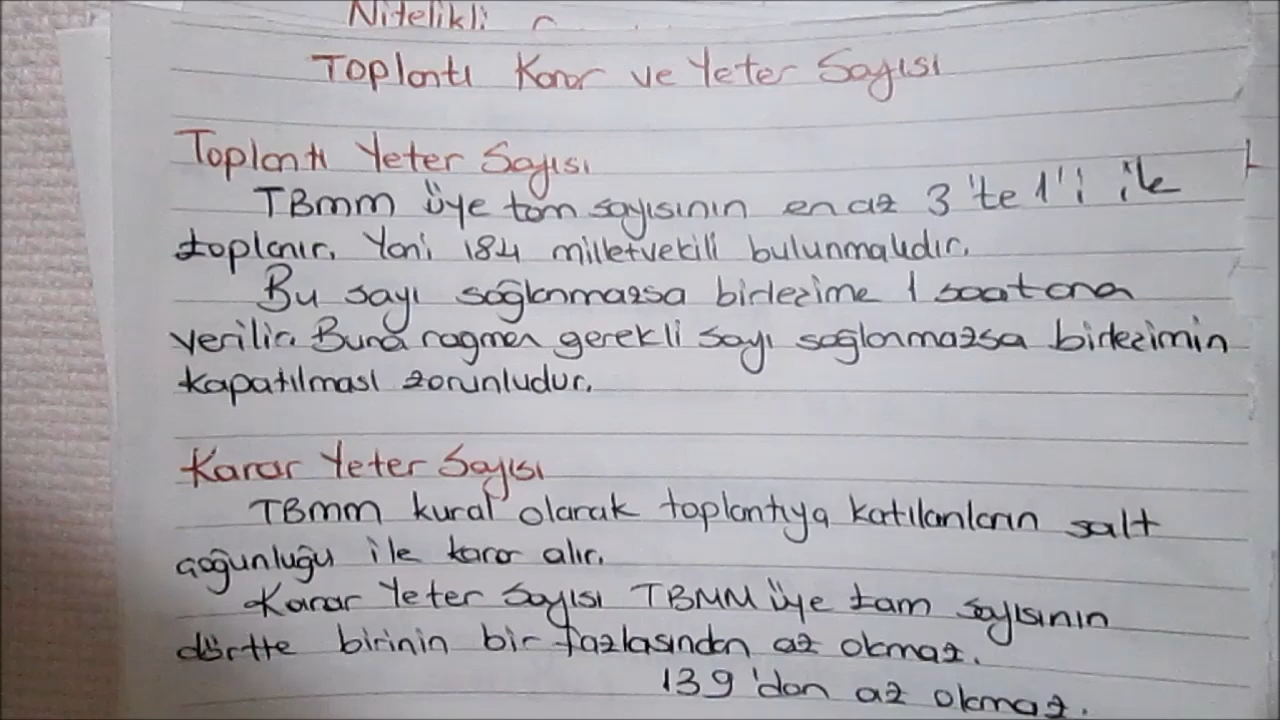 Nitelikli
Toplantı Karar ve Yeter Sayısı
Toplantı Yeter Sayısı
TBmm üye tam sayısının en az 3'te 1'i ile
toplanır. Yani 184 milletvekili bulunmalıdır.
Bu sayı sağlanmazsa birleşime 1 saat ara
verilir. Buna ragmen gerekli sayı sağlanmazsa birleşimin
kapatılması zorunludur.
Karar Yeter Sayısı
TBmm kural olarak toplantıya katılanların salt
çoğunluğu ile karar alır.
Karar Yeter Sayısı TBMM üye tam sayısının
dörtte birinin bir fazlasından az olamaz.
139'dan az olamaz.